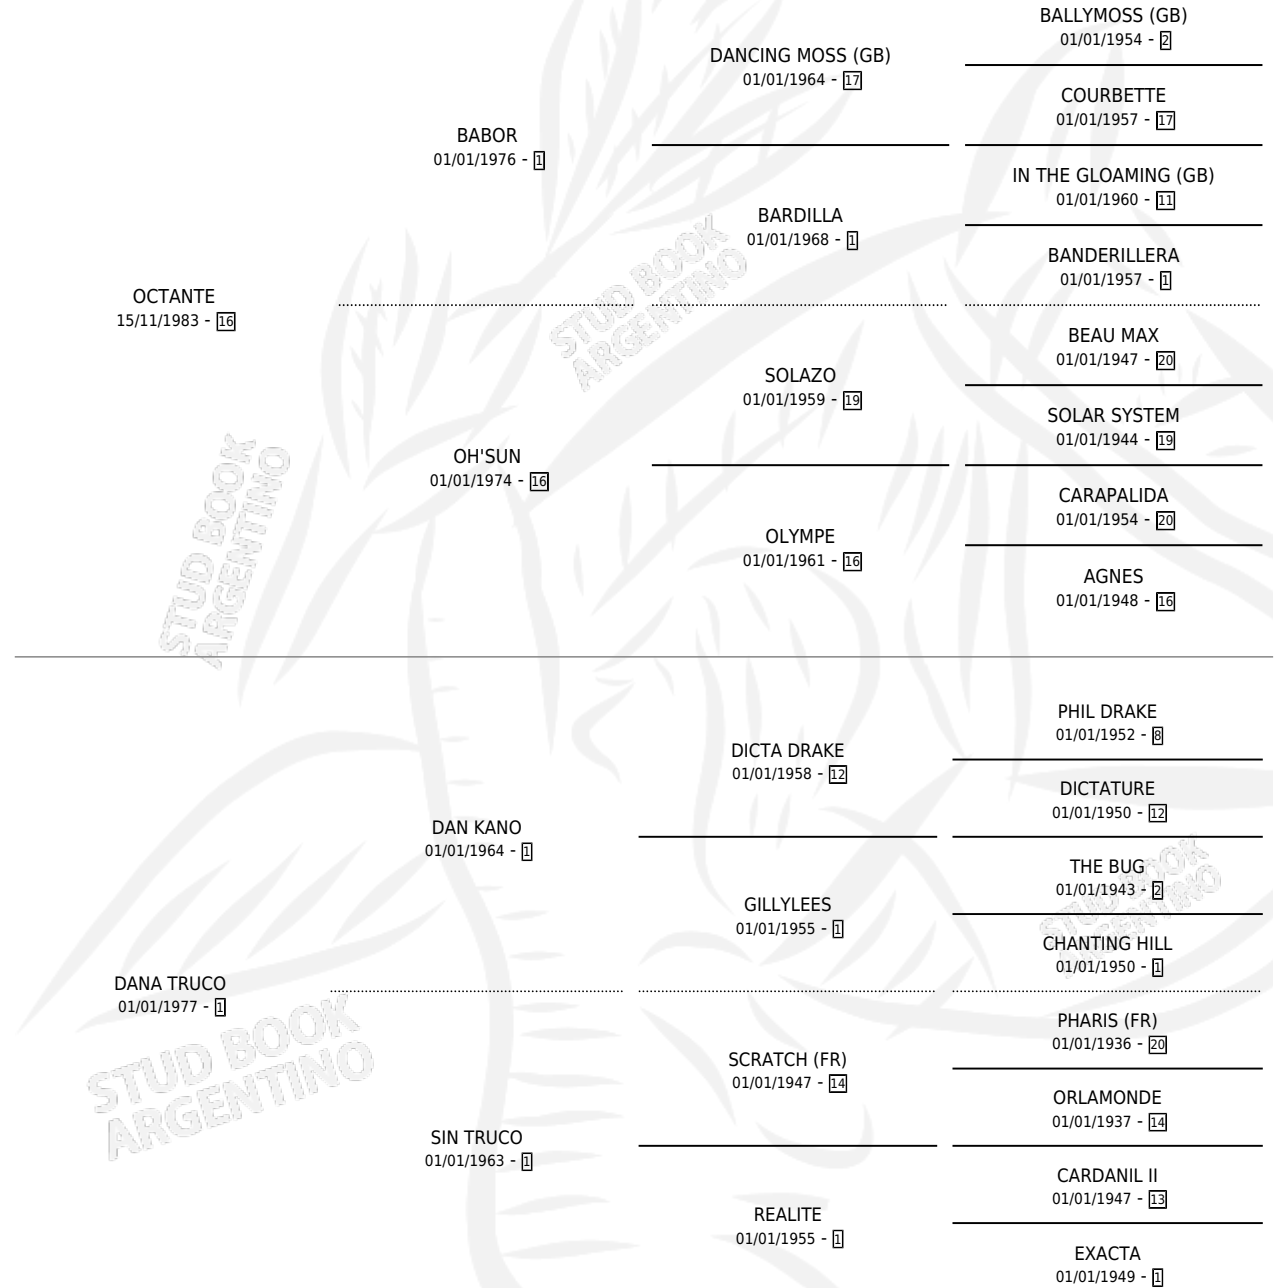 BALLYMOSS (GB)
01/01/1954 - 2
DANCING MOSS (GB)
01/01/1964 - 17
COURBETTE
01/01/1957 - 17
BABOR
01/01/1976 - 1
IN THE GLOAMING (GB)
01/01/1960 - 11
BARDILLA
01/01/1968 - 1
BANDERILLERA
01/01/1957 - 1
OCTANTE
15/11/1983 - 16
BEAU MAX
01/01/1947 - 20
SOLAZO
01/01/1959 - 19
SOLAR SYSTEM
01/01/1944 - 19
OH'SUN
01/01/1974 - 16
CARAPALIDA
01/01/1954 - 20
OLYMPE
01/01/1961 - 16
AGNES
01/01/1948 - 16
PHIL DRAKE
01/01/1952 - 8
DICTA DRAKE
01/01/1958 - 12
DICTATURE
01/01/1950 - 12
DAN KANO
01/01/1964 - 1
THE BUG
01/01/1943 - 2
GILLYLEES
01/01/1955 - 1
CHANTING HILL
01/01/1950 - 1
DANA TRUCO
01/01/1977 - 1
PHARIS (FR)
01/01/1936 - 20
SCRATCH (FR)
01/01/1947 - 14
ORLAMONDE
01/01/1937 - 14
SIN TRUCO
01/01/1963 - 1
CARDANIL II
01/01/1947 - 13
REALITE
01/01/1955 - 1
EXACTA
01/01/1949 - 1
STUD BOOK
ARGENTINO
STUD BOOK
ARGENTINO
STUD BOOK
ARGENTINO
STUD BOOK
ARGENTINO